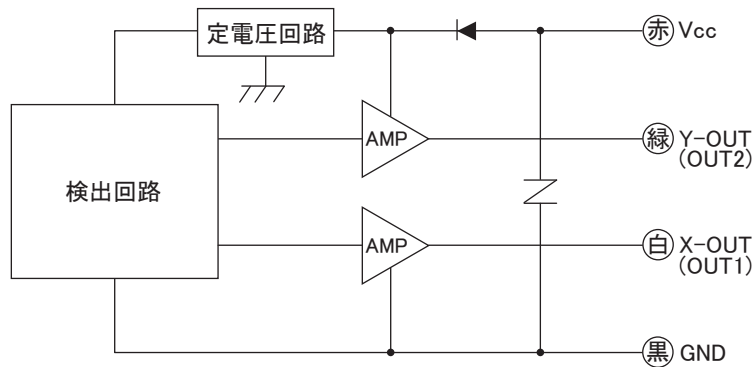 定電圧回路
赤 Vcc
AMP
緑 Y-OUT
(OUT2)
検出回路
AMP
白 X-OUT
(OUT1)
黒 GND